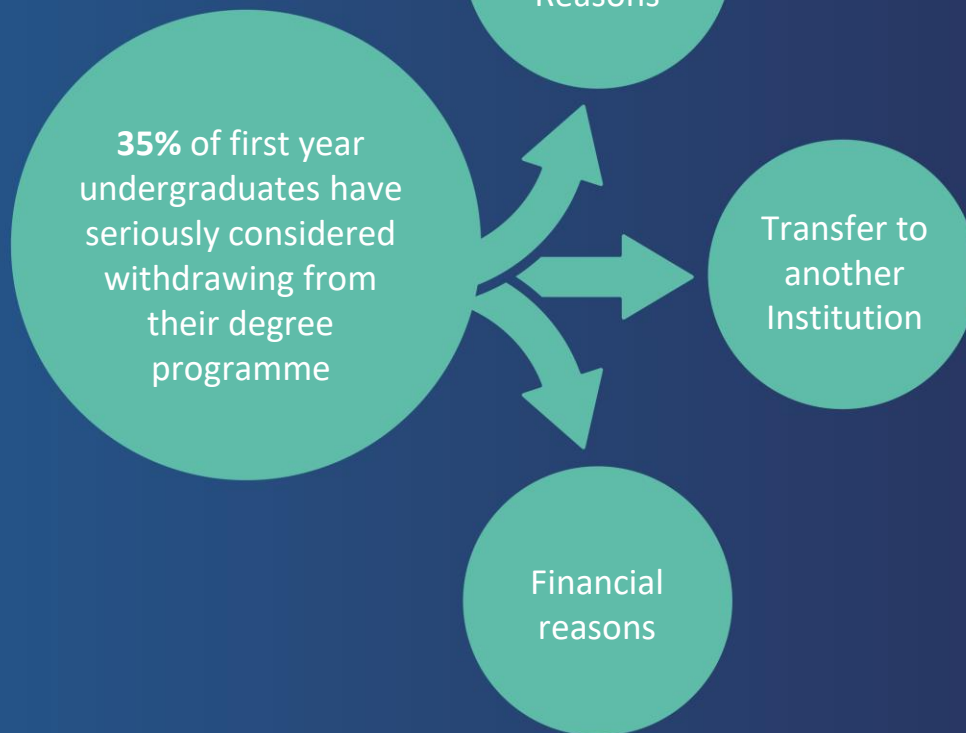 Reasons
35% of first year
undergraduates have
seriously considered
withdrawing from
their degree
programme
Transfer to
another
Institution
Financial
reasons